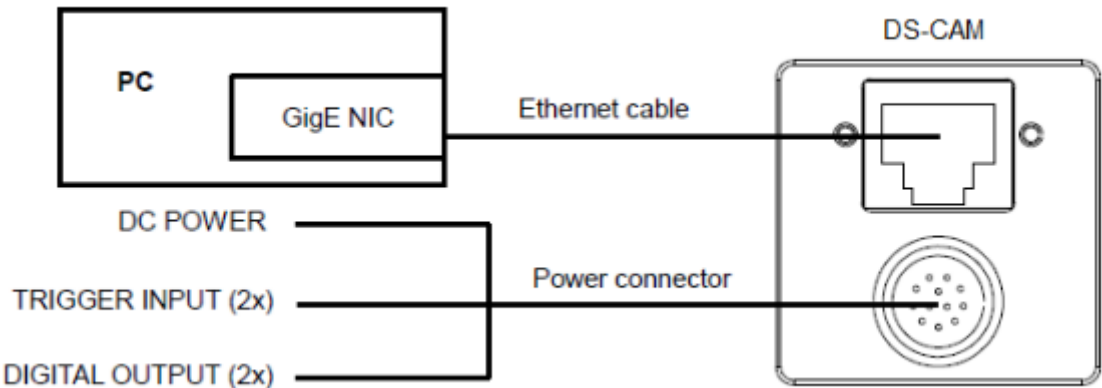 DS-CAM
PC
GigE NIC
Ethernet cable
DC POWER
Power connector
TRIGGER INPUT (2x)
DIGITAL OUTPUT (2x)